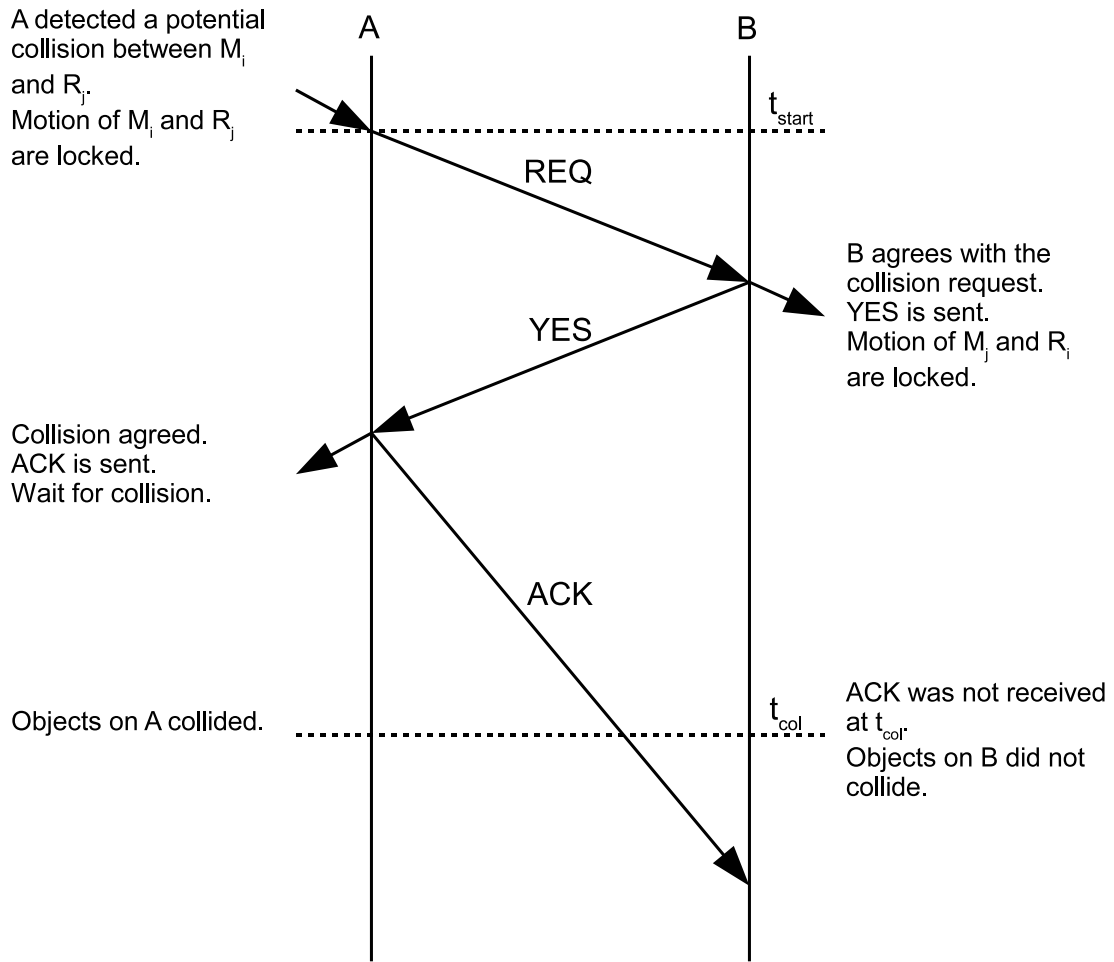 A detected a potential
collision between M_i
and R_j.
Motion of M_i and R_j
are locked.
A
B
t_start
REQ
B agrees with the
collision request.
YES is sent.
Motion of M_j and R_i
are locked.
YES
Collision agreed.
ACK is sent.
Wait for collision.
ACK
Objects on A collided.
t_col
ACK was not received
at t_col.
Objects on B did not
collide.